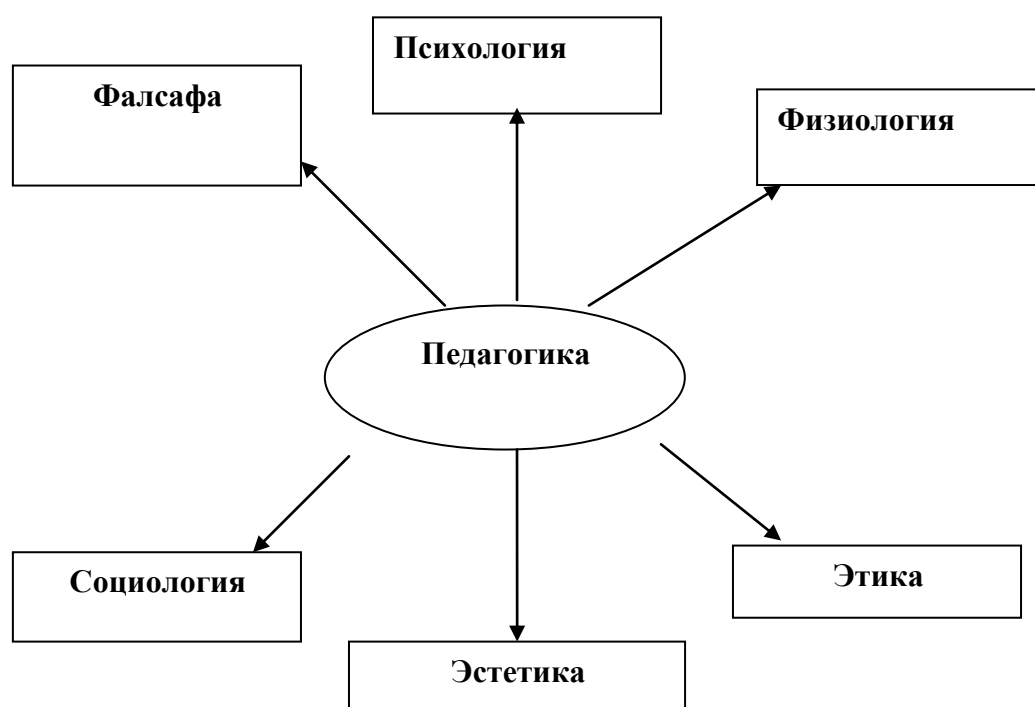 Психология
Фалсафа
Физиология
Педагогика
Социология
Этика
Эстетика